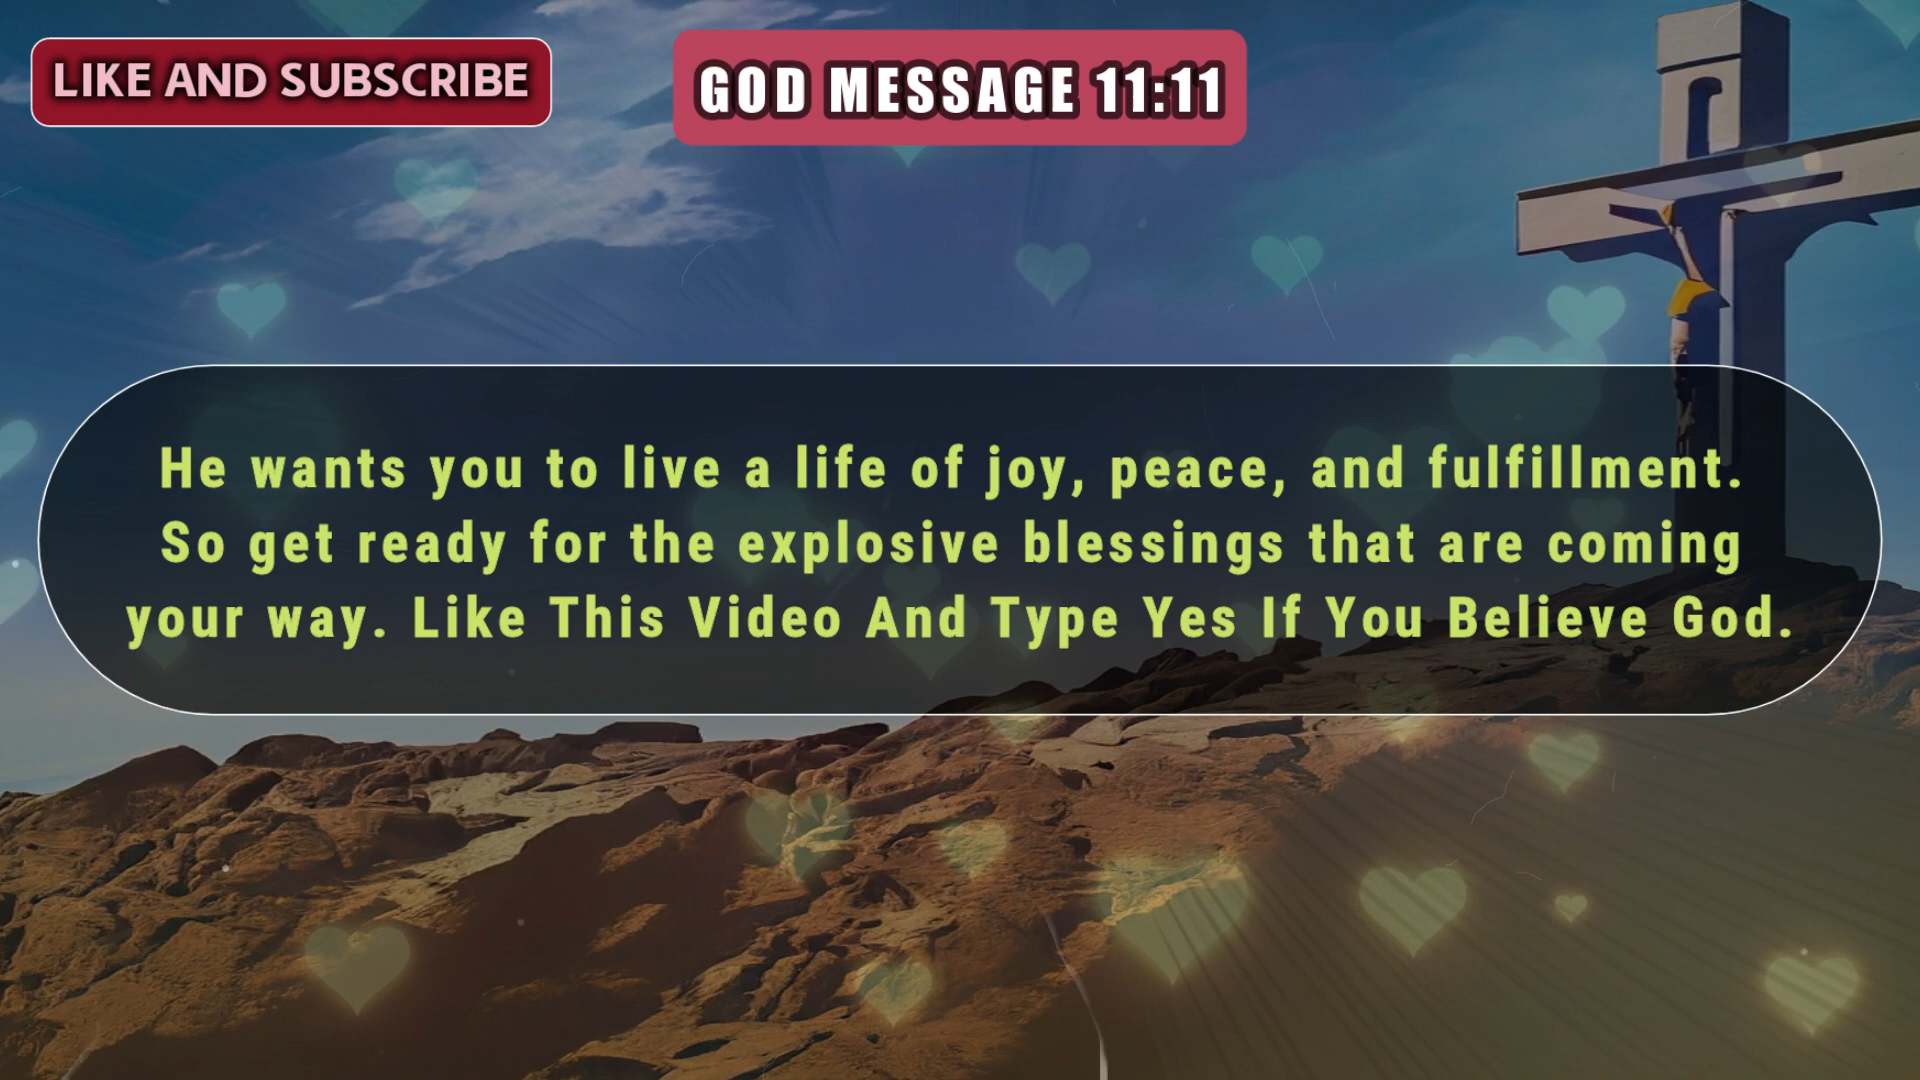 LIKE AND SUBSCRIBE
GOD MESSAGE 11:11
He wants you to live a life of joy, peace, and fulfillment.
So get ready for the explosive blessings that are coming
your way. Like This Video And Type Yes If You Believe God.